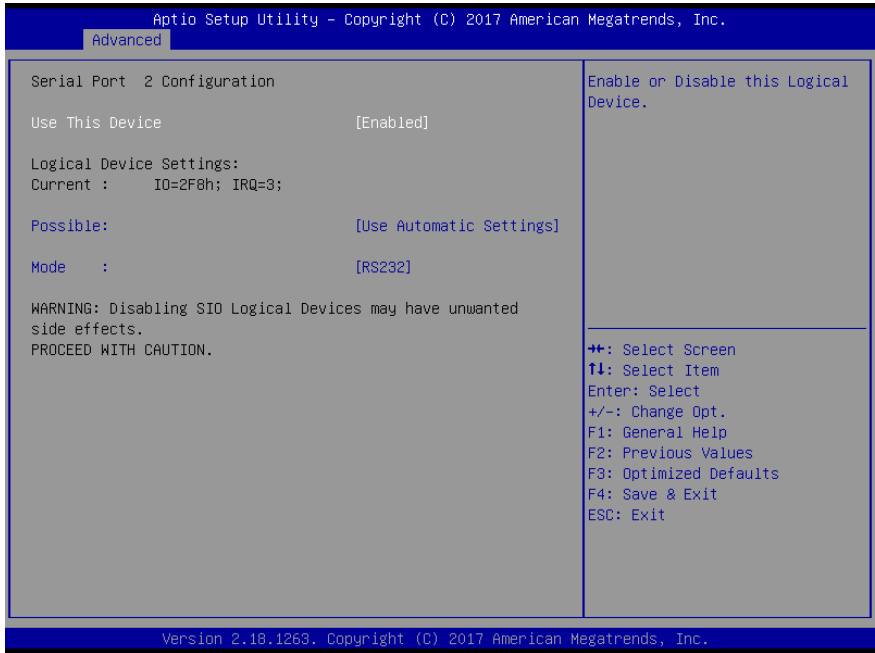 Aptio Setup Utility – Copyright (C) 2017 American Megatrends, Inc.
Advanced
Serial Port  2 Configuration
Use This Device [Enabled]
Logical Device Settings:
Current : IO=2F8h; IRQ=3;
Possible: [Use Automatic Settings]
Mode : [RS232]
WARNING: Disabling SIO Logical Devices may have unwanted
side effects.
PROCEED WITH CAUTION.
Enable or Disable this Logical
Device.
→←: Select Screen
↑↓: Select Item
Enter: Select
+/-: Change Opt.
F1: General Help
F2: Previous Values
F3: Optimized Defaults
F4: Save & Exit
ESC: Exit
Version 2.18.1263. Copyright (C) 2017 American Megatrends, Inc.